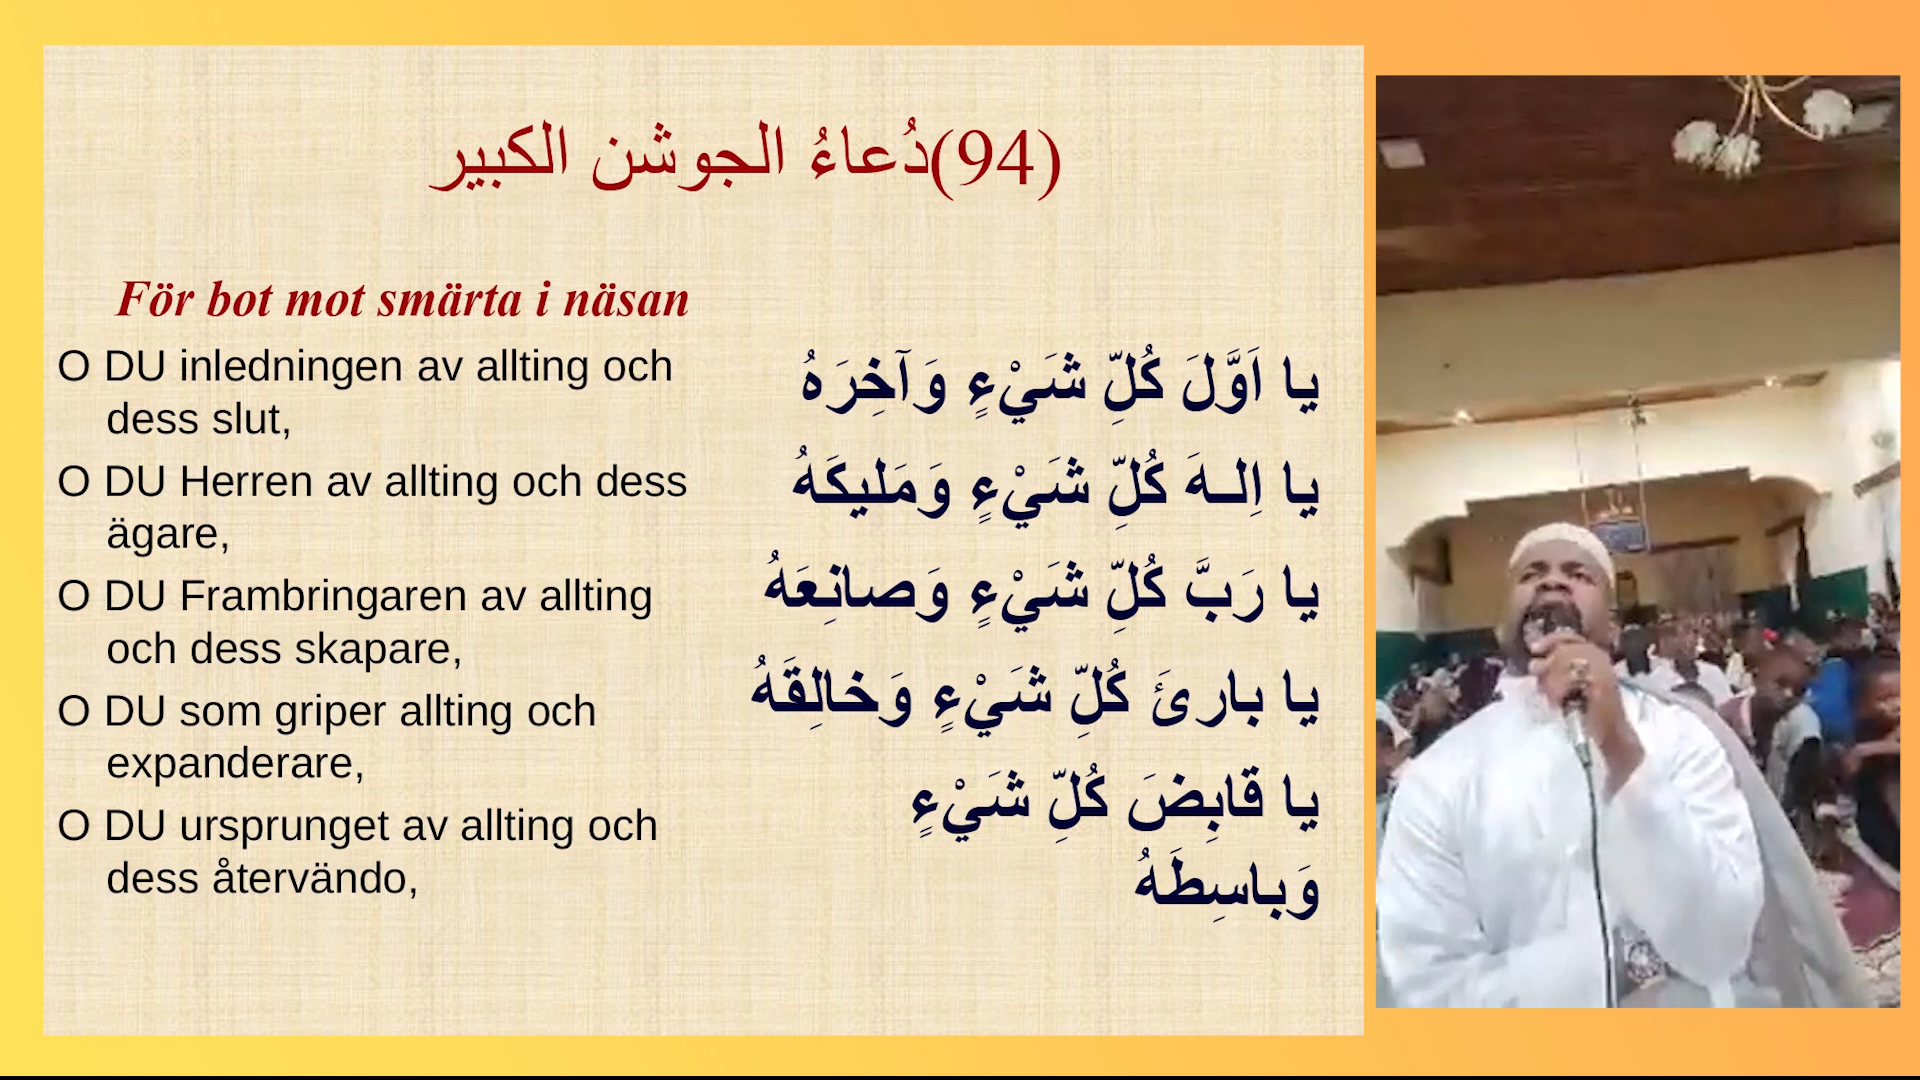 (94)دُعاءُ الجوشن الكبير
För bot mot smärta i näsan
O DU inledningen av allting och
dess slut,
O DU Herren av allting och dess
ägare,
O DU Frambringaren av allting
och dess skapare,
O DU som griper allting och
expanderare,
O DU ursprunget av allting och
dess återvändo,
يا اَوَّلَ كُلِّ شَيْءٍ وَآخِرَهُ
يا اِلـهَ كُلِّ شَيْءٍ وَمَليكَهُ
يا رَبَّ كُلِّ شَيْءٍ وَصانِعَهُ
يا بارئَ كُلِّ شَيْءٍ وَخالِقَهُ
يا قابِضَ كُلِّ شَيْءٍ
وَباسِطَهُ